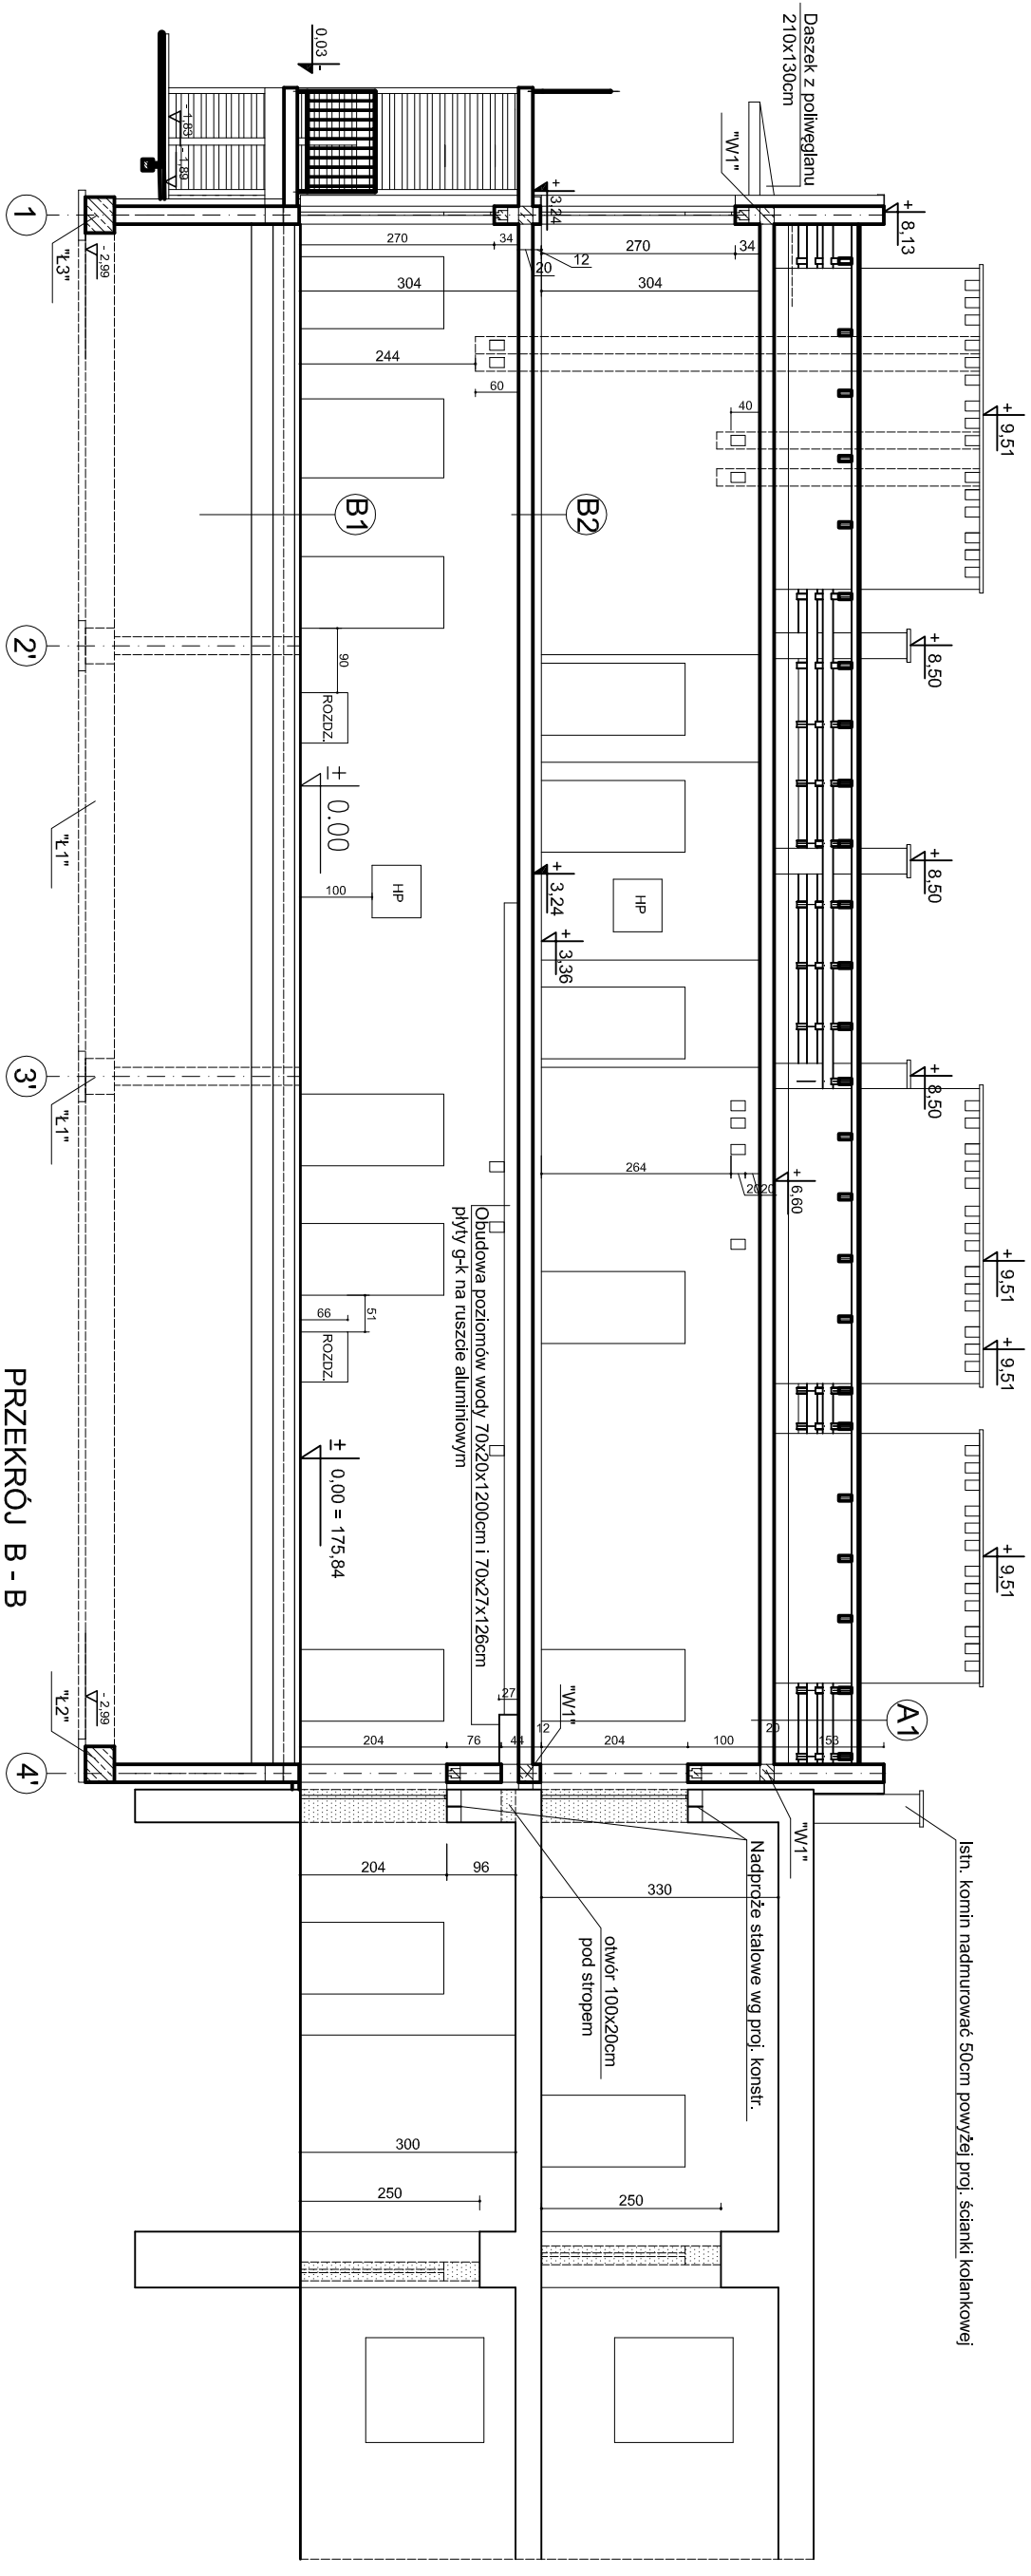 Daszek z poliwęglanu
210x130cm
"W1"
+ 8,13
+ 9,51
+ 8,50
+ 8,50
+ 8,50
+ 9,51
+ 9,51
+ 9,51
A1
Istn. komin nadmurować 50cm powyżej proj. ścianki kolankowej
+ 3,24
34
270
12
20
304
40
B2
HP
+ 3,24
+ 3,36
264
20
20
+ 6,60
"W1"
12
204
100
20
153
"W1"
Nadproże stalowe wg proj. konstr.
330
otwór 100x20cm
pod stropem
250
0,03
- 1,83
- 1,89
270
34
304
244
60
B1
90
ROZDZ.
± 0.00
100
HP
Obudowa poziomów wody 70x20x1200cm i 70x27x126cm
płyty g-k na ruszcie aluminiowym
66
51
ROZDZ.
± 0,00 = 175,84
27
204
76
44
204
96
300
250
- 2,99
"Ł3"
"Ł1"
"Ł1"
- 2,99
"Ł2"
1
2'
3'
4'
PRZEKRÓJ B - B